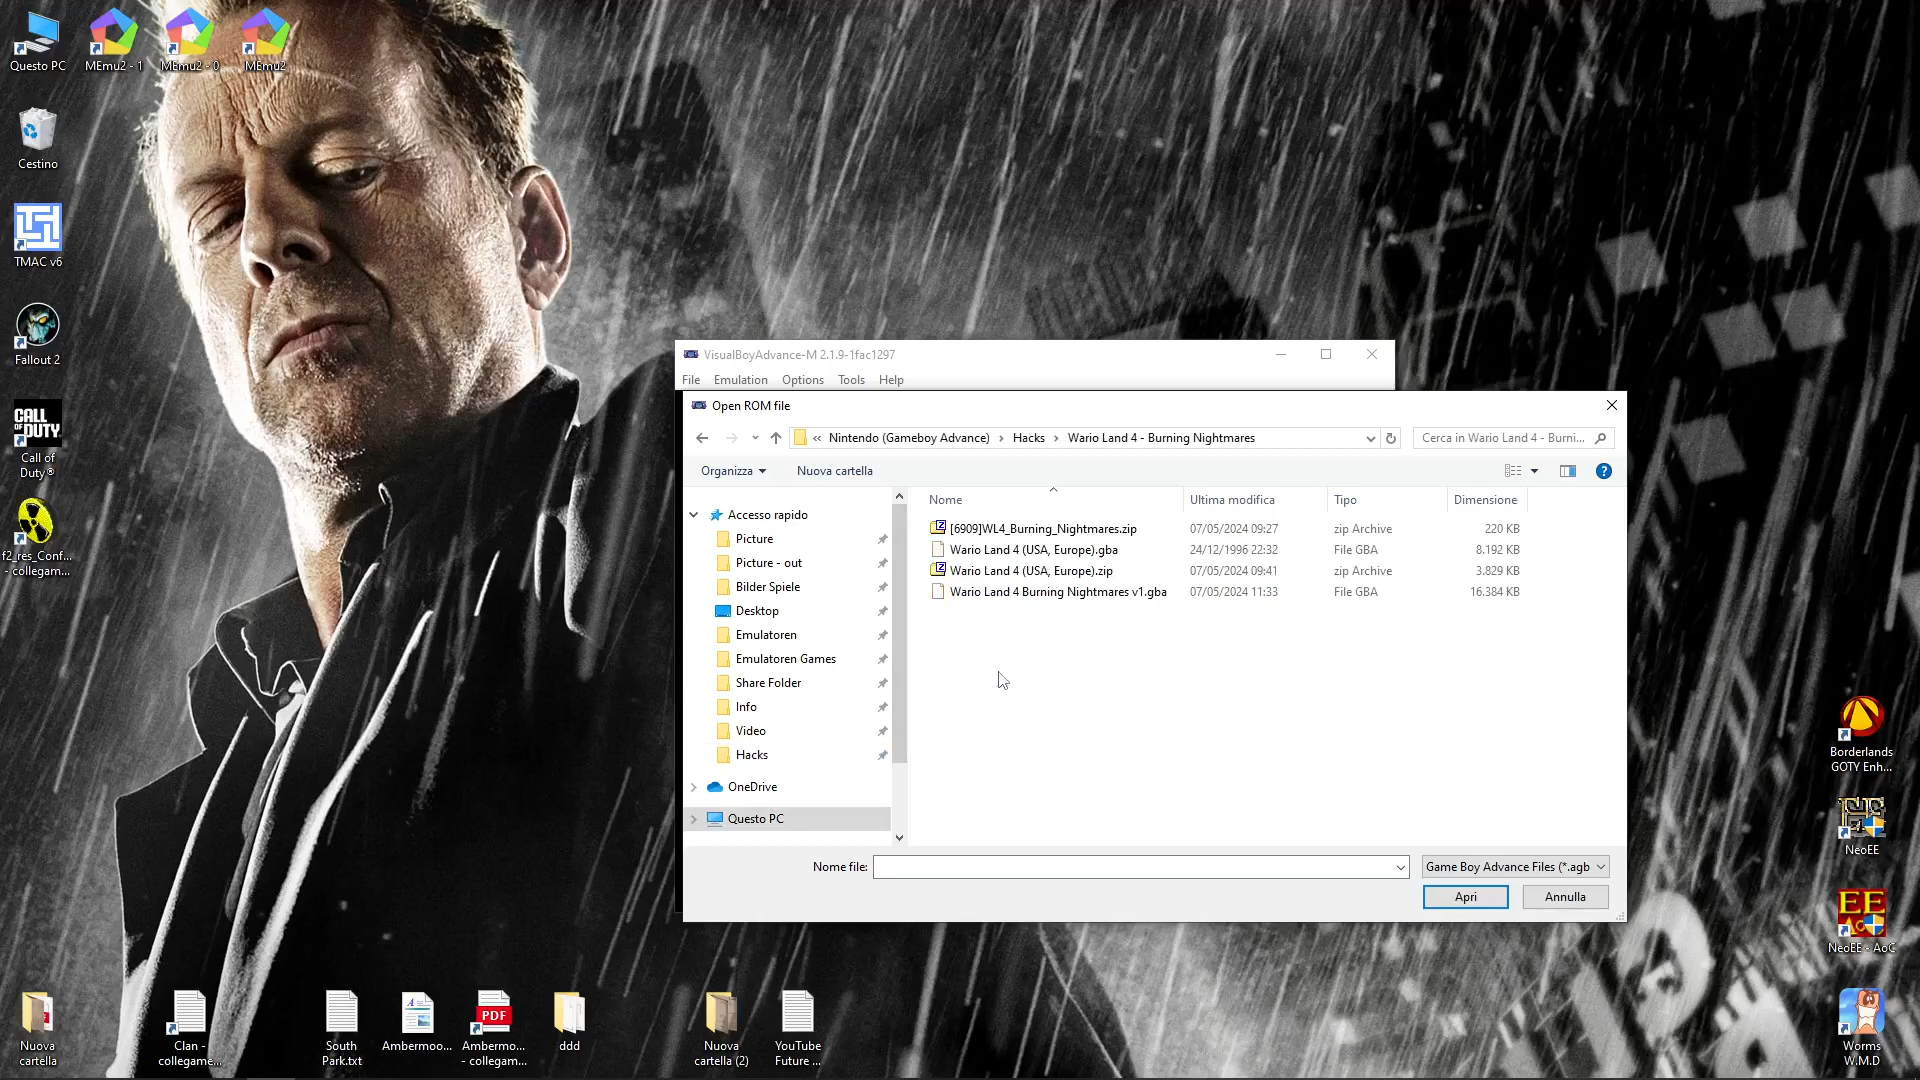 Questo PC
MEmu2 - 1
MEmu2 - 0
MEmu2
Cestino
TMAC v6
Fallout 2
CALL
OF
DUTY
Call of
Duty®
f2_res_Conf...
- collegam...
VisualBoyAdvance-M 2.1.9-1fac1297
File Emulation Options Tools Help
Open ROM file
« Nintendo (Gameboy Advance) › Hacks › Wario Land 4 - Burning Nightmares
Cerca in Wario Land 4 - Burni...
Organizza Nuova cartella
Accesso rapido
Picture
Picture - out
Bilder Spiele
Desktop
Emulatoren
Emulatoren Games
Share Folder
Info
Video
Hacks
OneDrive
Questo PC
Nome Ultima modifica Tipo Dimensione
[6909]WL4_Burning_Nightmares.zip 07/05/2024 09:27 zip Archive 220 KB
Wario Land 4 (USA, Europe).gba 24/12/1996 22:32 File GBA 8.192 KB
Wario Land 4 (USA, Europe).zip 07/05/2024 09:41 zip Archive 3.829 KB
Wario Land 4 Burning Nightmares v1.gba 07/05/2024 11:33 File GBA 16.384 KB
Nome file:
Game Boy Advance Files (*.agb
Apri Annulla
Borderlands
GOTY Enh...
NeoEE
EE
AoC
NeoEE - AoC
Worms
W.M.D
Nuova
cartella
Clan -
collegame...
South
Park.txt
Ambermoo...
PDF
Ambermo...
- collegam...
ddd
Nuova
cartella (2)
YouTube
Future ...